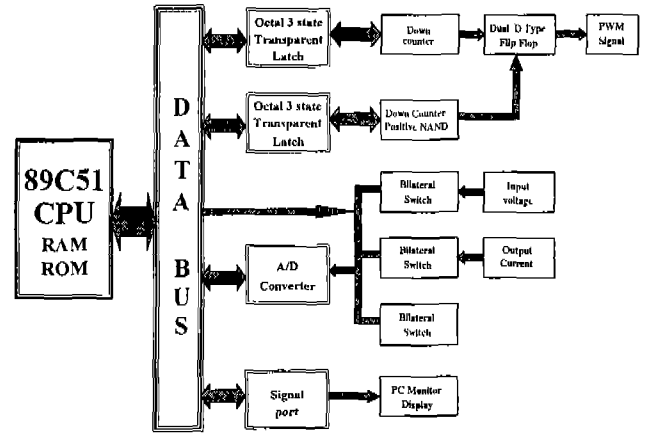 89C51
CPU
RAM
ROM
D
A
T
A
B
U
S
Octal 3 state
Transparent
Latch
Down
counter
Dual D Type
Flip Flop
PWM
Signal
Octal 3 state
Transparent
Latch
Down Counter
Positive NAND
Bilateral
Switch
Input
voltage
A/D
Converter
Bilateral
Switch
Output
Current
Bilateral
Switch
Signal
port
PC Monitor
Display